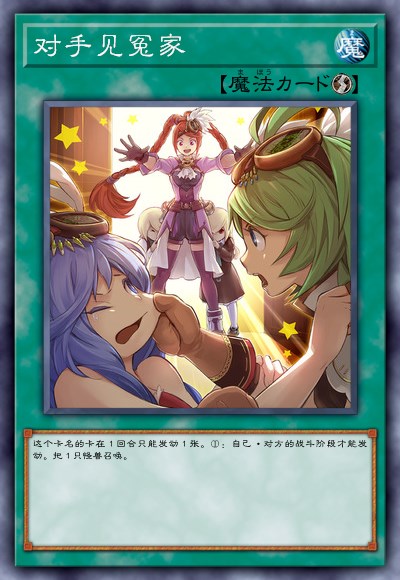 对手见冤家
魔
【魔法カード】
ま ほう
这个卡名的卡在1回合只能发动1张。①：自己·对方的战斗阶段才能发
动。把1只怪兽召唤。